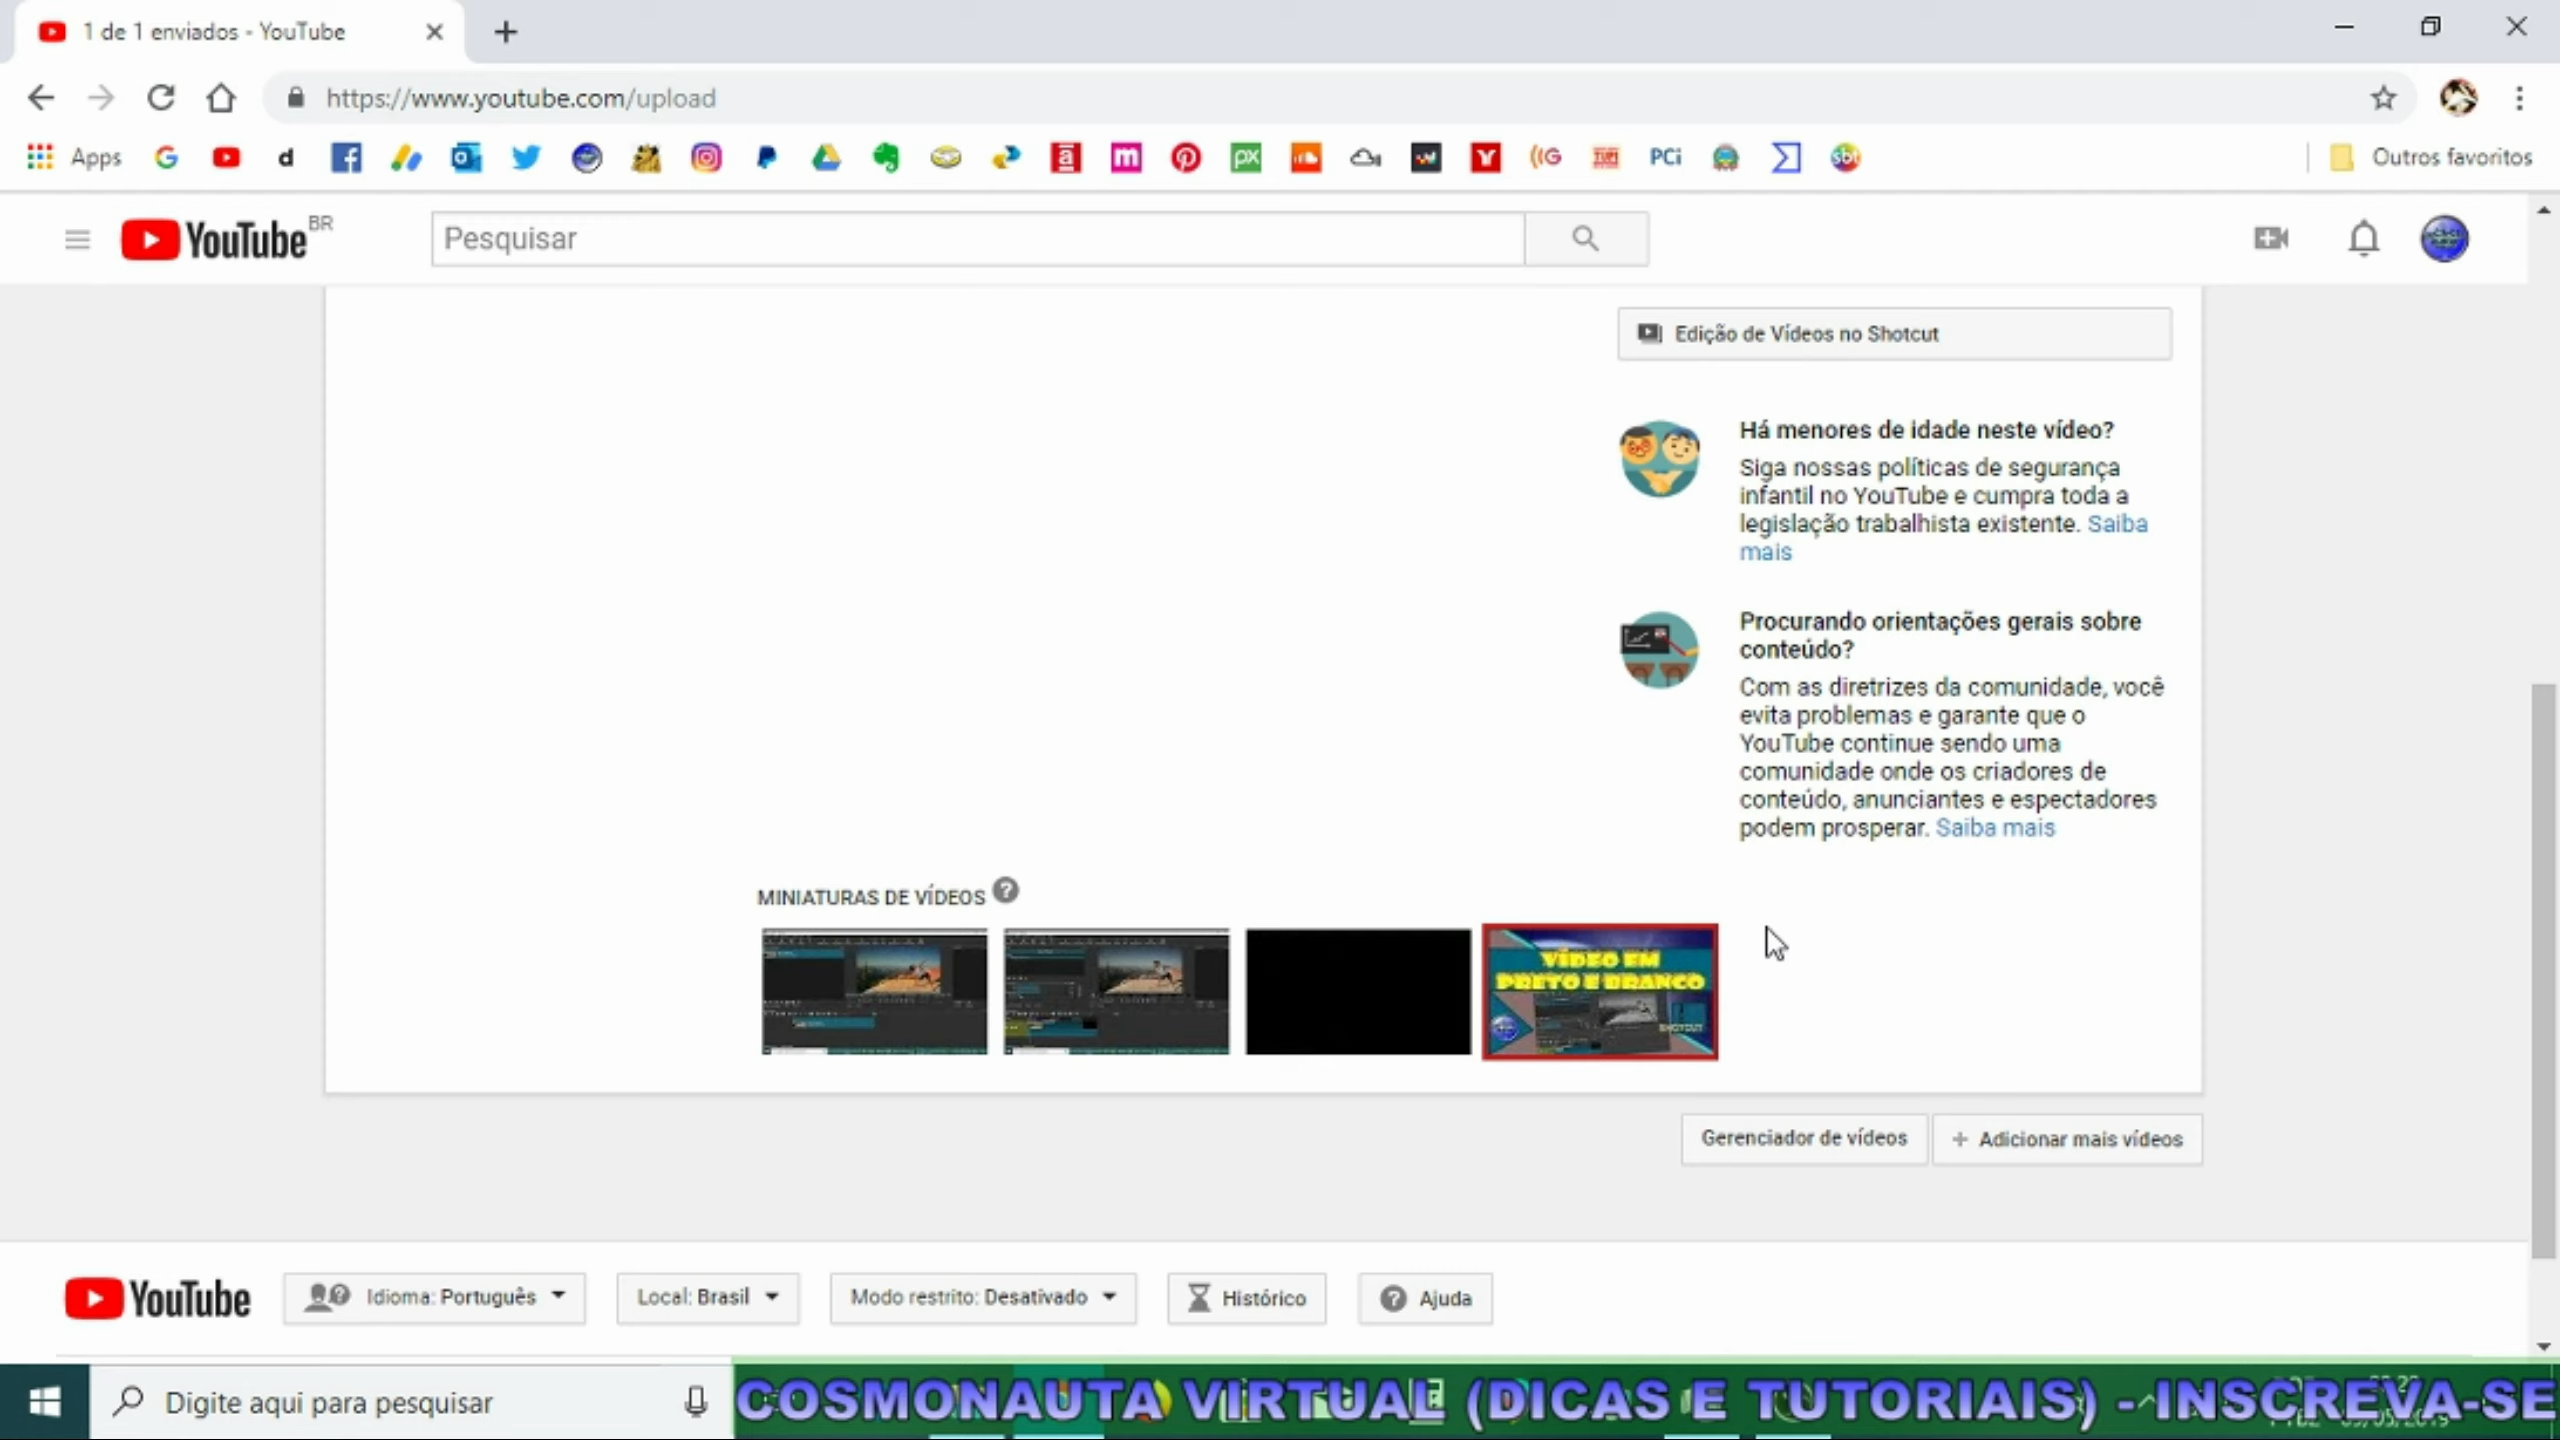 1 de 1 enviados - YouTube
https://www.youtube.com/upload
Apps
d
PX
PCi
sbt
Outros favoritos
YouTube BR
Pesquisar
Edição de Vídeos no Shotcut
Há menores de idade neste vídeo?
Siga nossas políticas de segurança
infantil no YouTube e cumpra toda a
legislação trabalhista existente. Saiba
mais
Procurando orientações gerais sobre
conteúdo?
Com as diretrizes da comunidade, você
evita problemas e garante que o
YouTube continue sendo uma
comunidade onde os criadores de
conteúdo, anunciantes e espectadores
podem prosperar. Saiba mais
MINIATURAS DE VÍDEOS
VÍDEO EM
PRETO E BRANCO
SHOTCUT
Gerenciador de vídeos
+ Adicionar mais vídeos
YouTube
Idioma: Português
Local: Brasil
Modo restrito: Desativado
Histórico
Ajuda
Digite aqui para pesquisar
COSMONAUTA VIRTUAL (DICAS E TUTORIAIS) - INSCREVA-SE